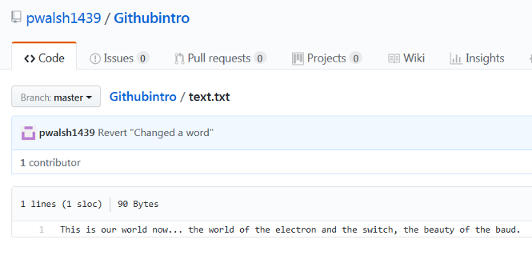 pwalsh1439 / Githubintro
Code Issues 0 Pull requests 0 Projects 0 Wiki Insights
Branch: master Githubintro / text.txt
pwalsh1439 Revert "Changed a word"
1 contributor
1 lines (1 sloc) 90 Bytes
1 This is our world now... the world of the electron and the switch, the beauty of the baud.